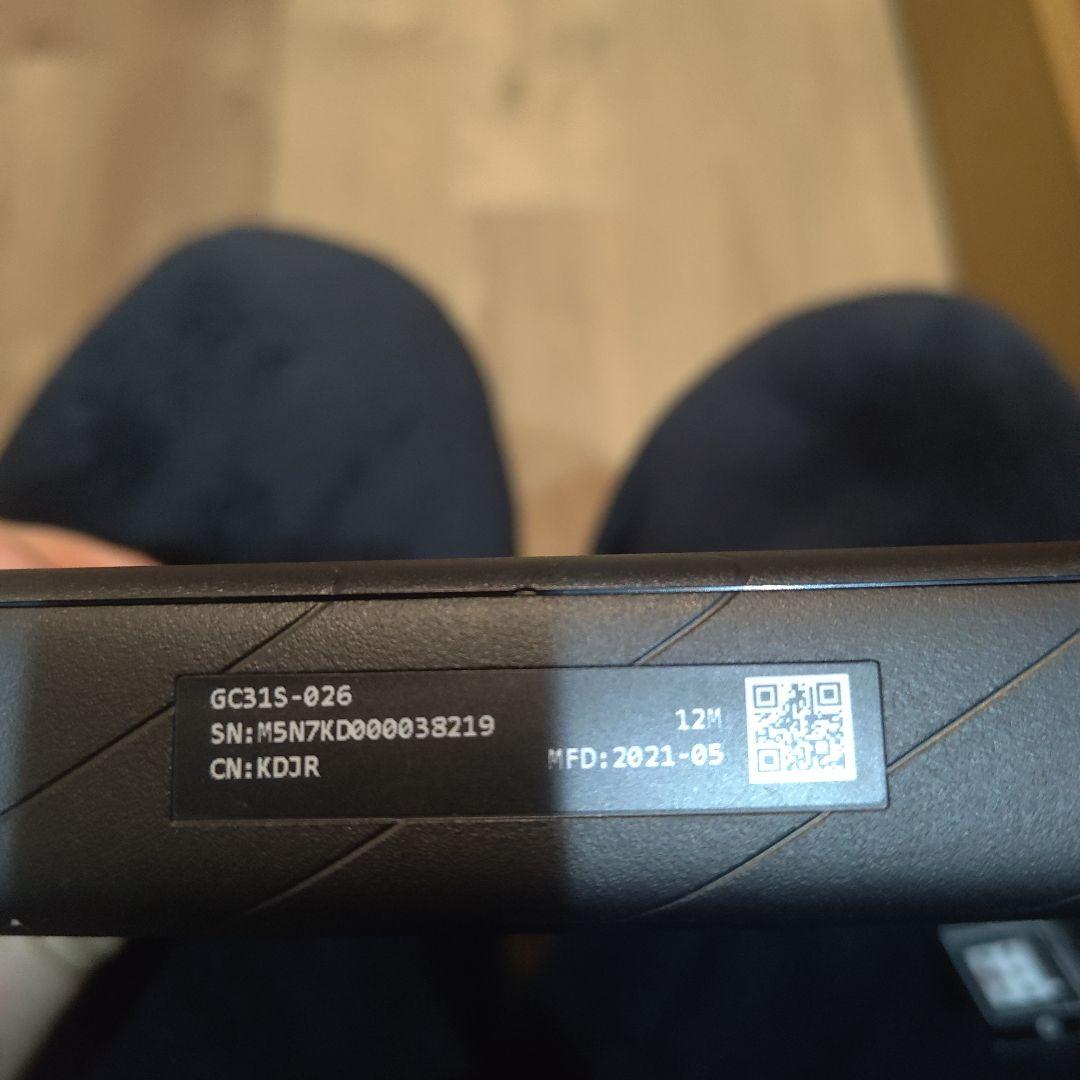 GC31S-026
SN:M5N7KD000038219
CN:KDJR
12M
MFD:2021-05